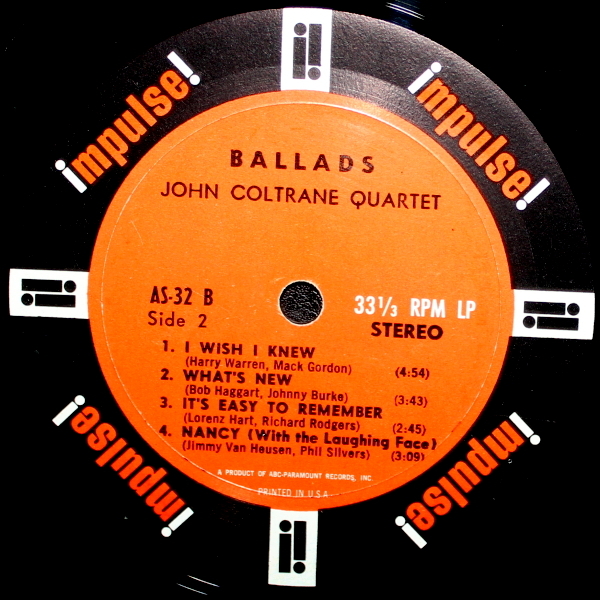 i!
impulse!
impulse!
BALLADS
JOHN COLTRANE QUARTET
i!
AS-32 B
Side 2
33 1/3 RPM LP
STEREO
i!
1. I WISH I KNEW
(Harry Warren, Mack Gordon) (4:54)
2. WHAT'S NEW
(Bob Haggart, Johnny Burke) (3:43)
3. IT'S EASY TO REMEMBER
(Lorenz Hart, Richard Rodgers) (2:45)
4. NANCY (With the Laughing Face)
(Jimmy Van Heusen, Phil Silvers) (3:09)
A PRODUCT OF ABC-PARAMOUNT RECORDS, INC.
PRINTED IN U.S.A.
impulse!
impulse!
i!